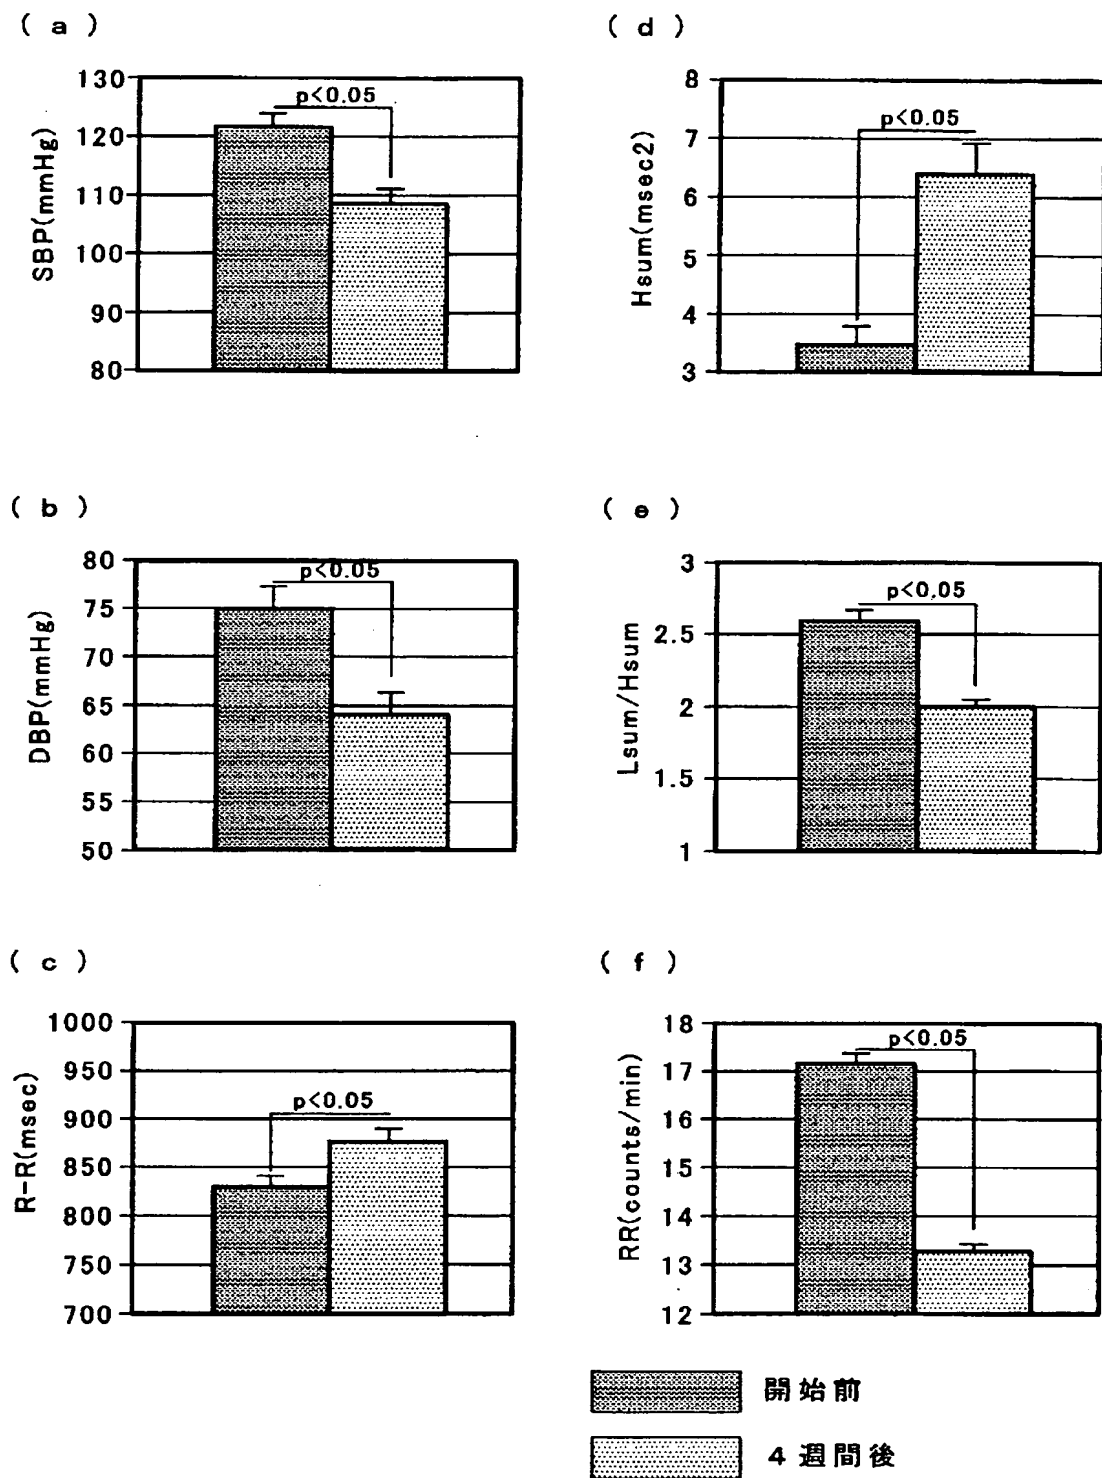 ( a )
130
120
110
100
90
80
SBP(mmHg)
p<0.05
( b )
80
75
70
65
60
55
50
DBP(mmHg)
p<0.05
( c )
1000
950
900
850
800
750
700
R-R(msec)
p<0.05
( d )
8
7
6
5
4
3
Hsum(msec2)
p<0.05
( e )
3
2.5
2
1.5
1
Lsum/Hsum
p<0.05
( f )
18
17
16
15
14
13
12
RR(counts/min)
p<0.05
開始前
4週間後